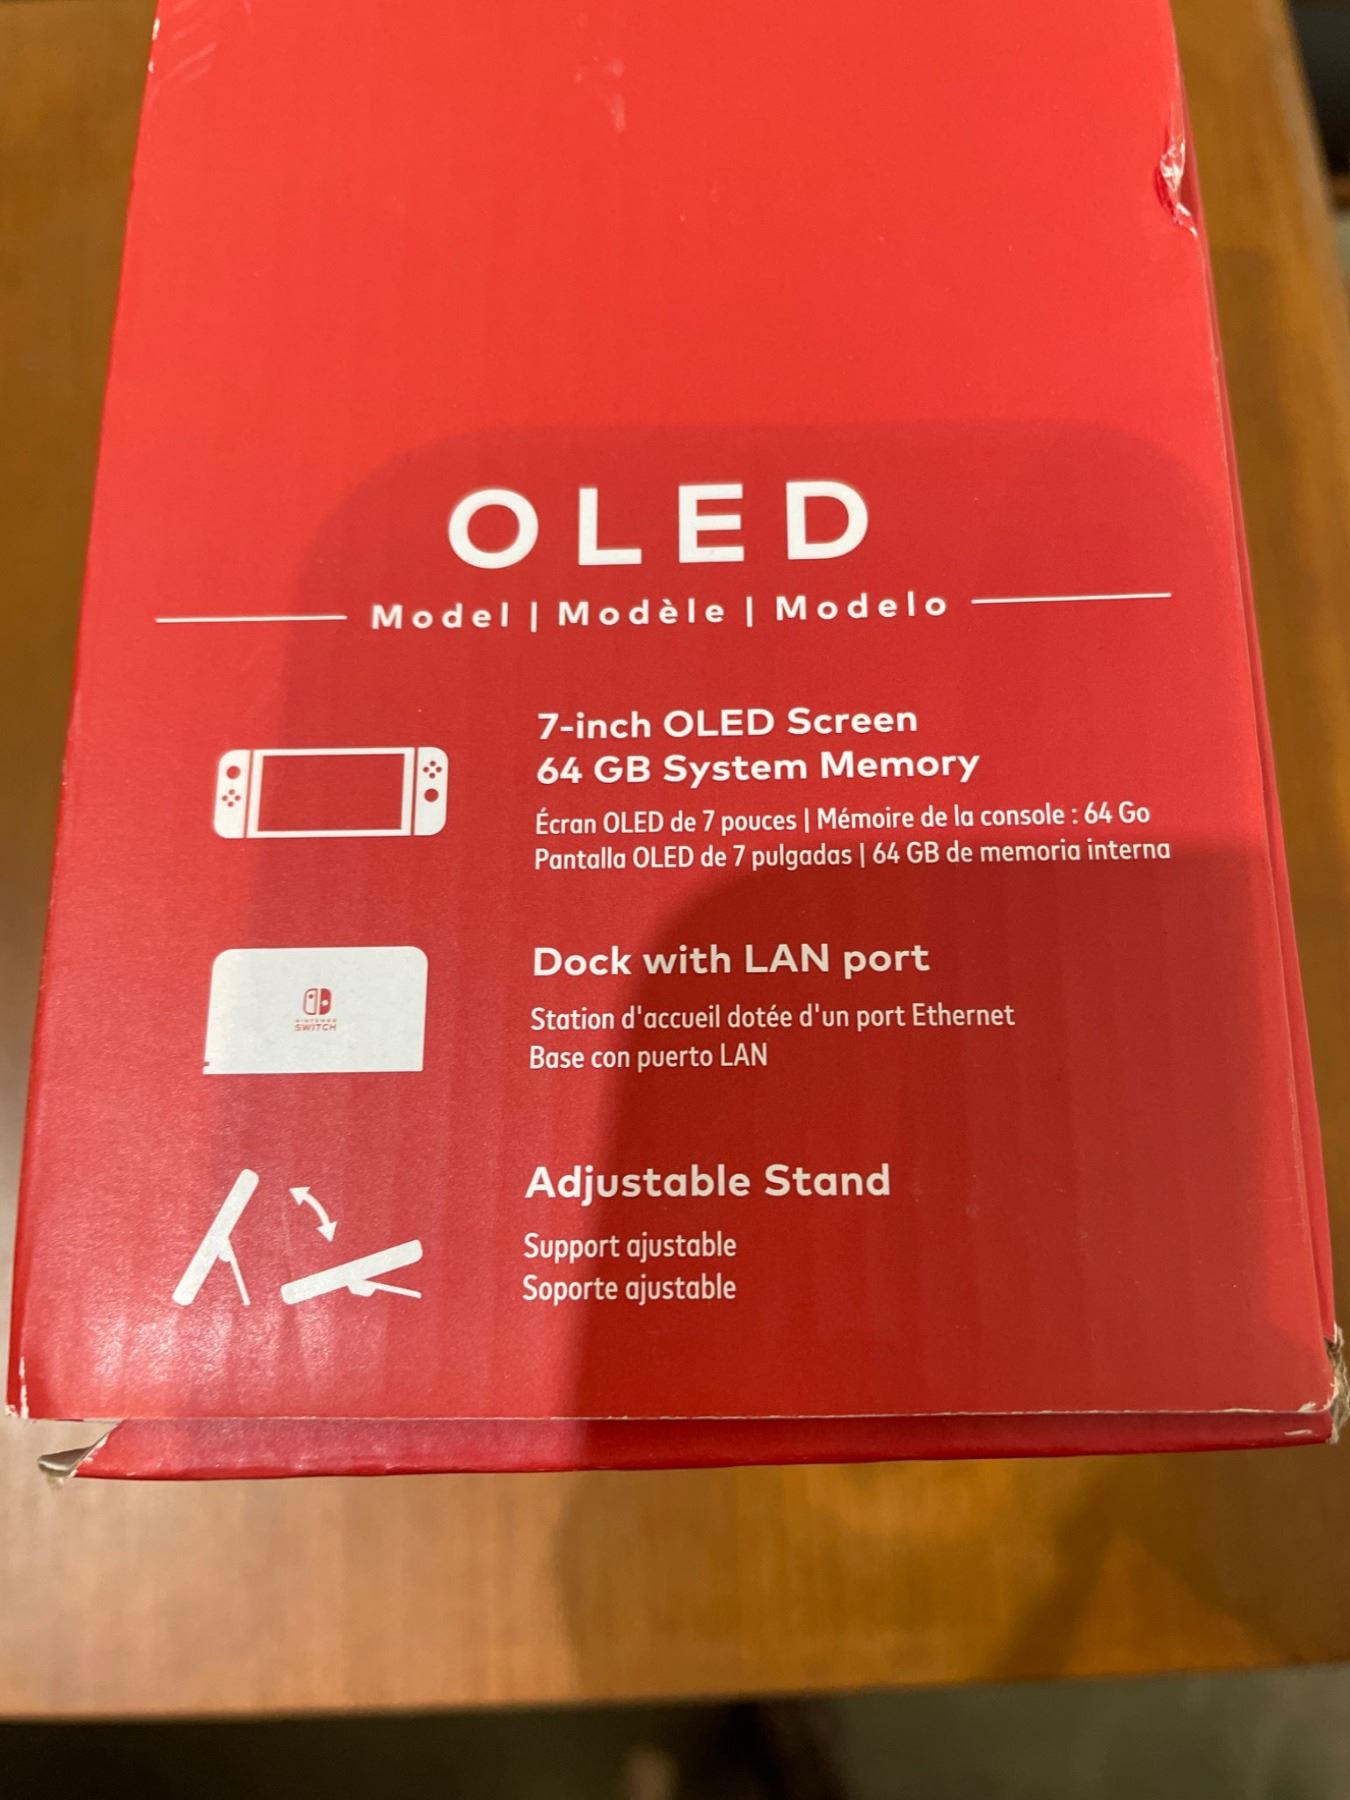 OLED
Model | Modèle | Modelo
7-inch OLED Screen
64 GB System Memory
Écran OLED de 7 pouces | Mémoire de la console : 64 Go
Pantalla OLED de 7 pulgadas | 64 GB de memoria interna
NINTENDO
SWITCH
Dock with LAN port
Station d'accueil dotée d'un port Ethernet
Base con puerto LAN
Adjustable Stand
Support ajustable
Soporte ajustable